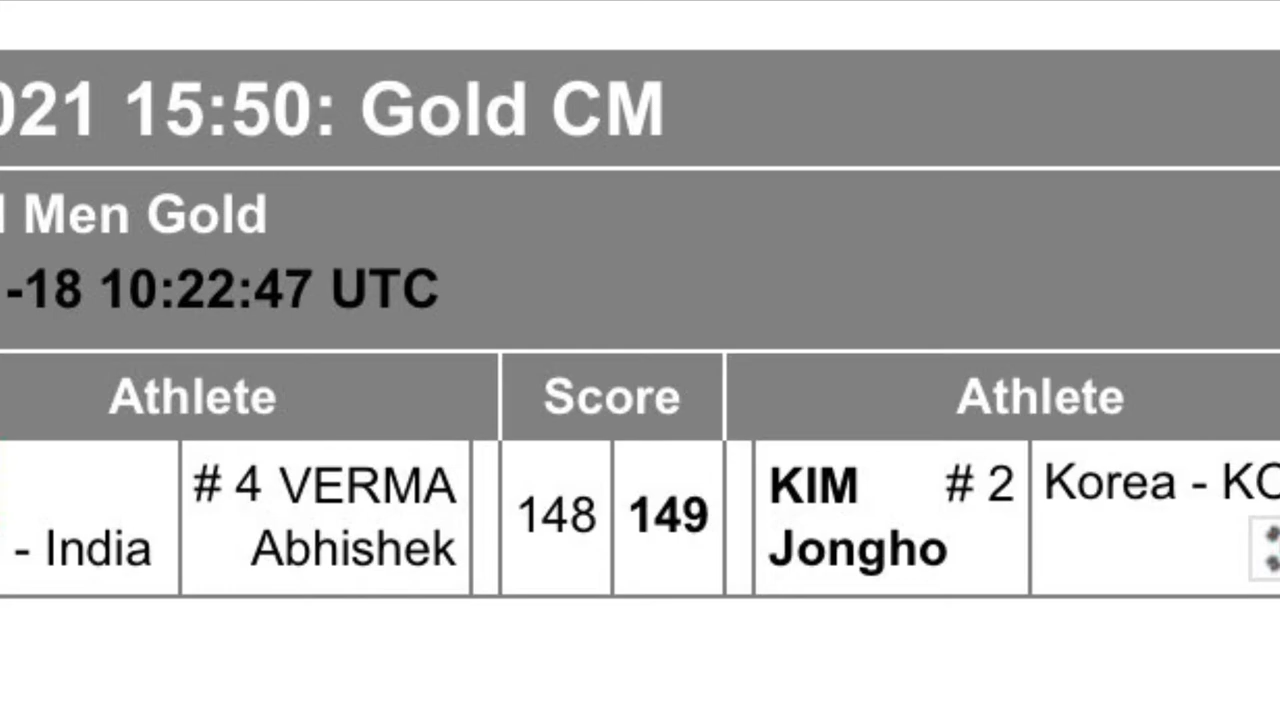 021 15:50: Gold CM
Men Gold
-18 10:22:47 UTC
Athlete Score Athlete
# 4 VERMA 148 149 KIM # 2 Korea - KO
- India Abhishek Jongho